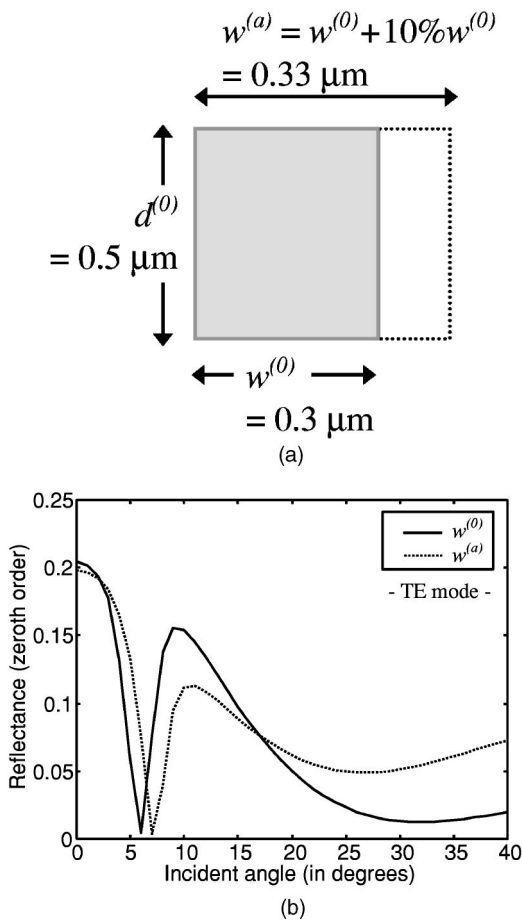 w(a) = w(0)+10%w(0)
= 0.33 µm
d(0)
= 0.5 µm
w(0)
= 0.3 µm
(a)
0.25
0.2
0.15
0.1
0.05
0
Reflectance (zeroth order)
w(0)
w(a)
- TE mode -
0 5 10 15 20 25 30 35 40
Incident angle (in degrees)
(b)